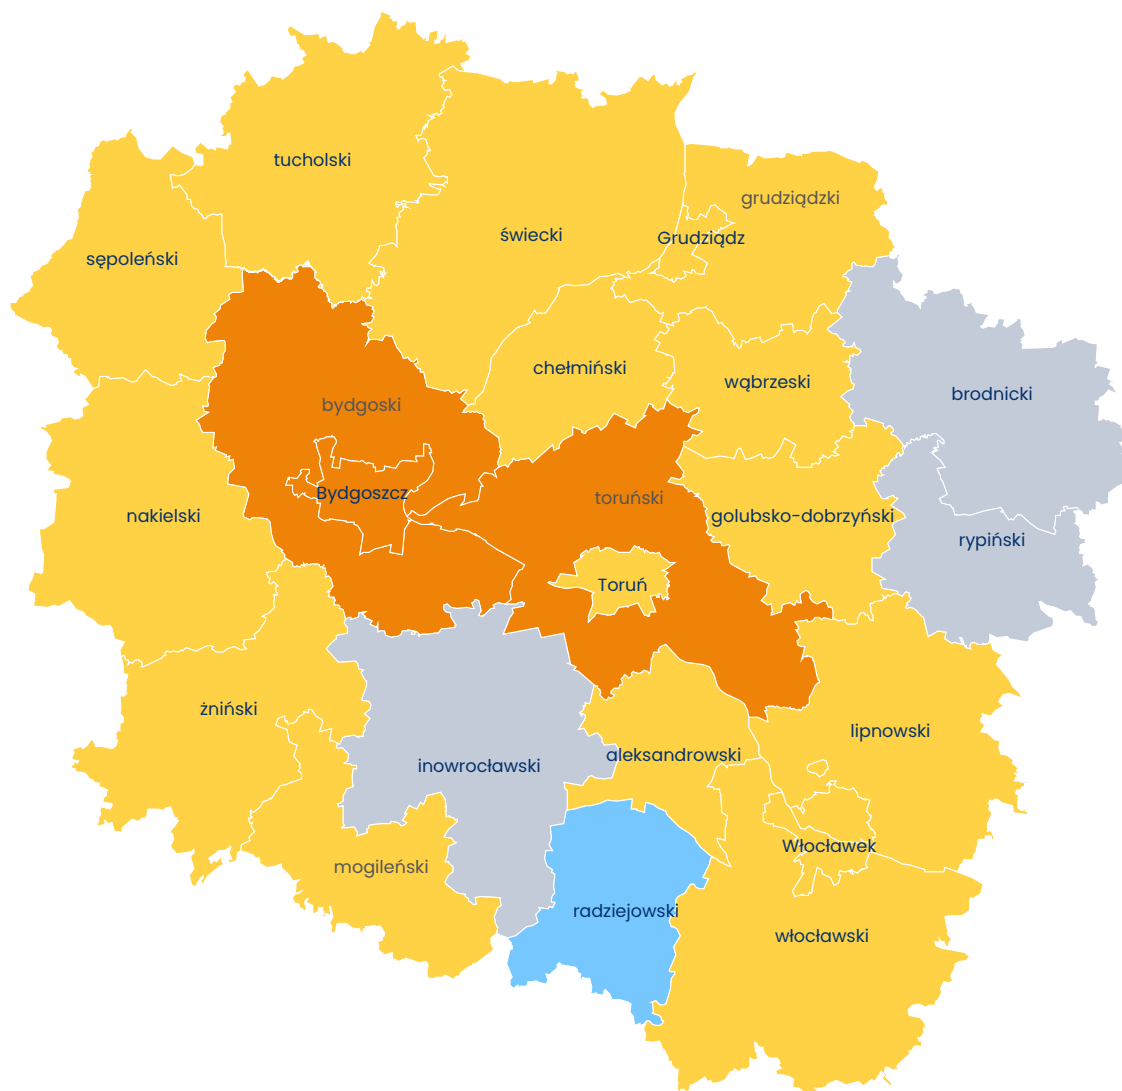 tucholski
grudziądzki
świecki
Grudziądz
sępoleński
chełmiński
wąbrzeski
brodnicki
bydgoski
Bydgoszcz
toruński
nakielski
golubsko-dobrzyński
rypiński
Toruń
żniński
lipnowski
aleksandrowski
inowrocławski
Włocławek
mogileński
radziejowski
włocławski